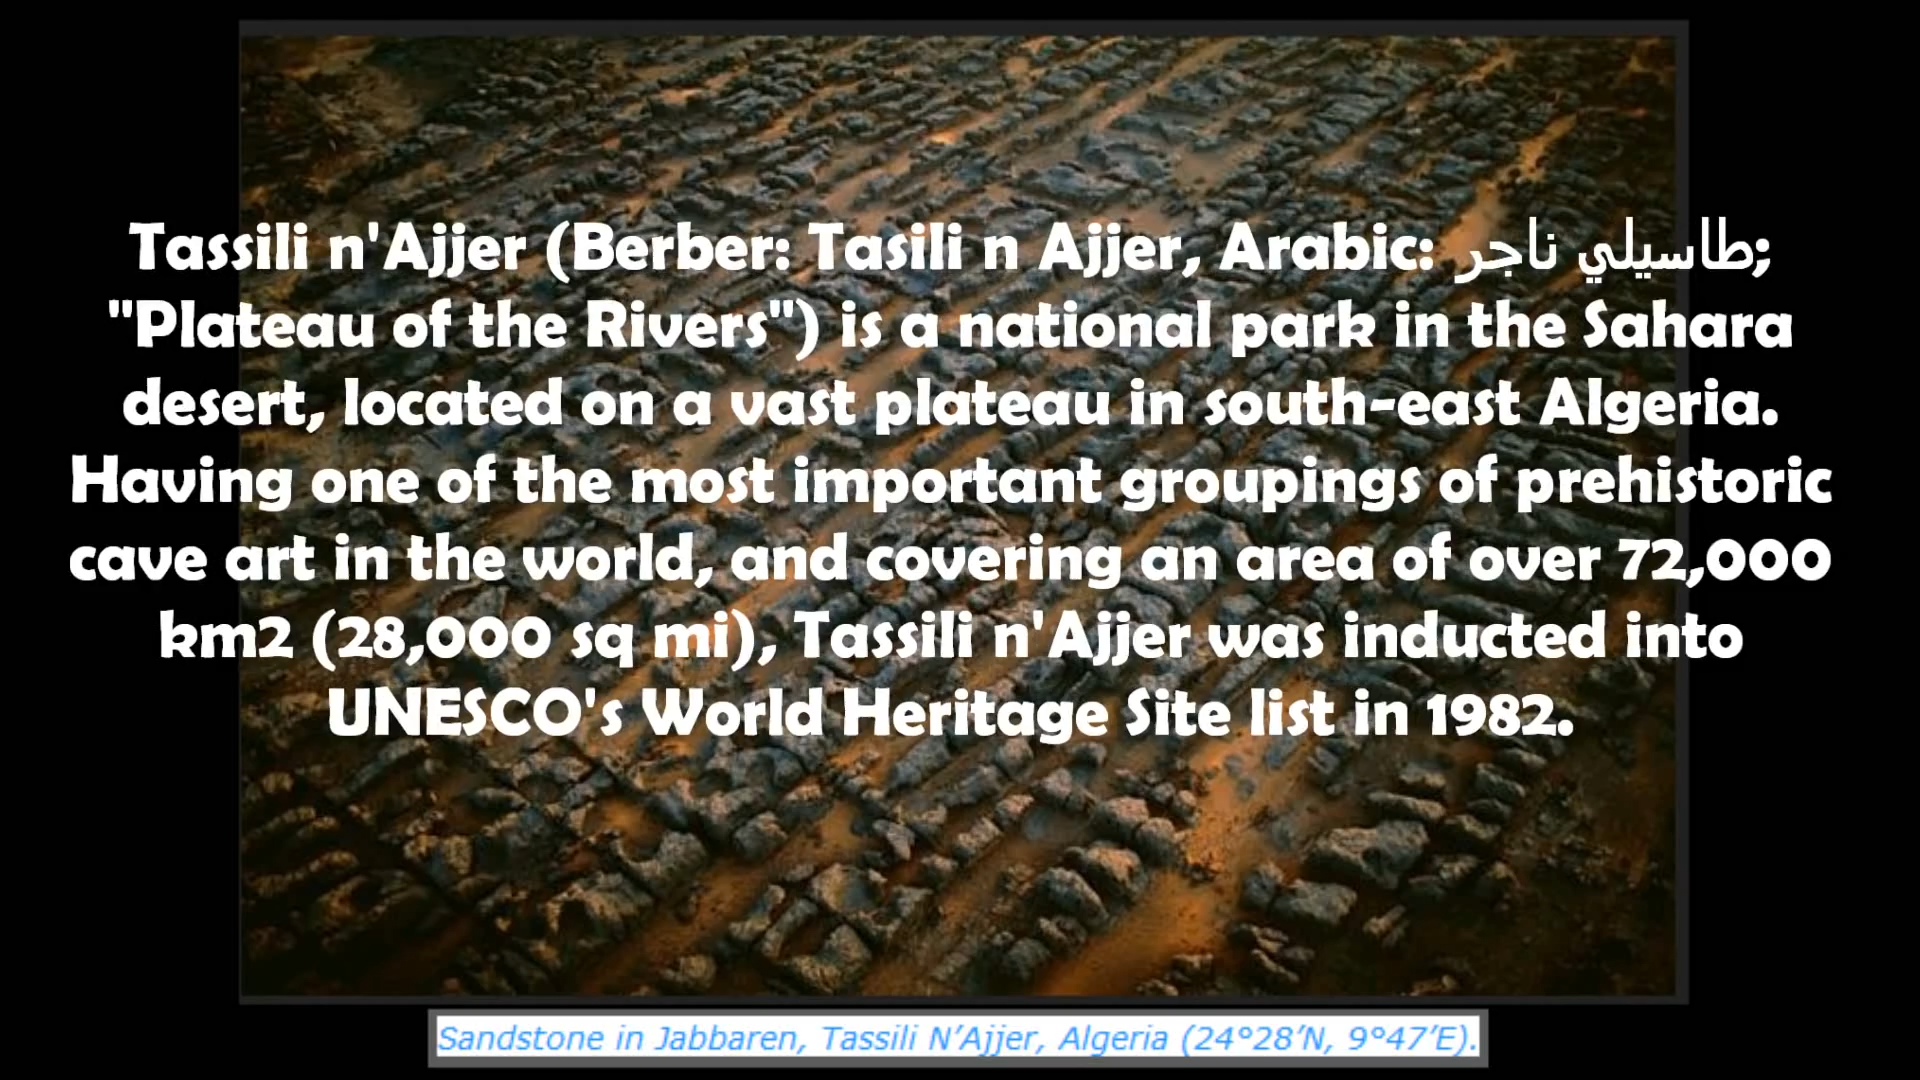 Tassili n'Ajjer (Berber: Tasili n Ajjer, Arabic: طاسيلي ناجر;
"Plateau of the Rivers") is a national park in the Sahara
desert, located on a vast plateau in south-east Algeria.
Having one of the most important groupings of prehistoric
cave art in the world, and covering an area of over 72,000
km2 (28,000 sq mi), Tassili n'Ajjer was inducted into
UNESCO's World Heritage Site list in 1982.
Sandstone in Jabbaren, Tassili N’Ajjer, Algeria (24°28’N, 9°47’E).